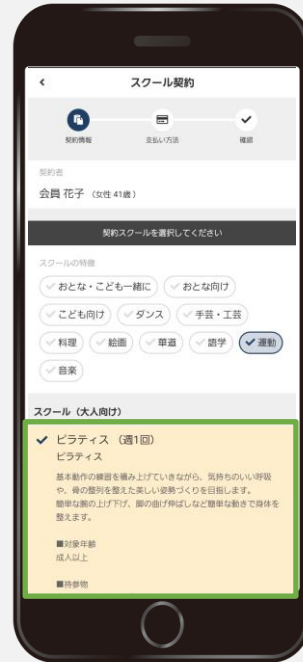 スクール契約
契約情報
支払い方法
確認
契約者
会員 花子 （女性 41歳）
契約スクールを選択してください
スクールの特徴
おとな・こども一緒に
おとな向け
こども向け
ダンス
手芸・工芸
料理
絵画
華道
語学
運動
音楽
スクール（大人向け）
ピラティス （週1回）
ピラティス
基本動作の練習を積み上げていきながら、気持ちのいい呼吸
や、骨の整列を整えた美しい姿勢づくりを目指します。
簡単な腕の上げ下げ、脚の曲げ伸ばしなど簡単な動きで身体を
整えます。
■対象年齢
成人以上
■持参物